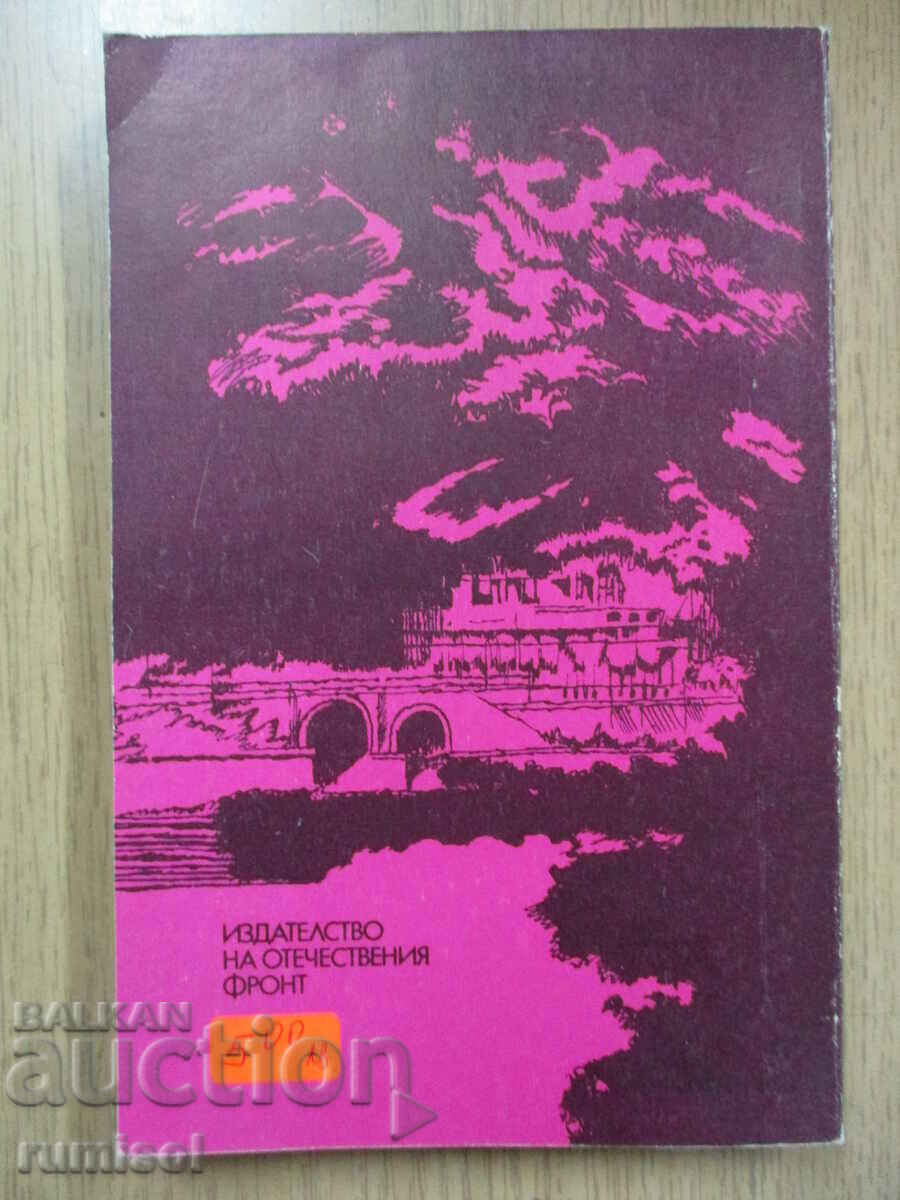 ИЗДАТЕЛСТВО
НА ОТЕЧЕСТВЕНИЯ
ФРОНТ
BALKAN
auction
rumisol